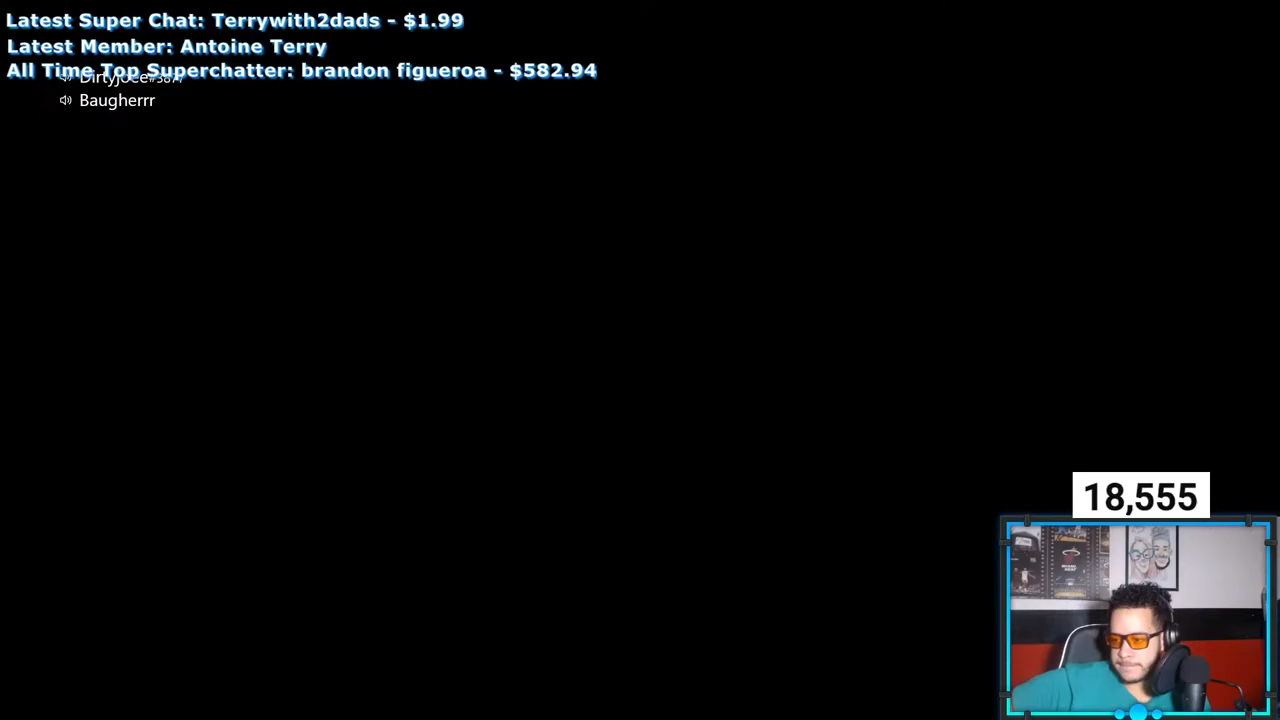 Latest Super Chat: Terrywith2dads - $1.99
Latest Member: Antoine Terry
All Time Top Superchatter: brandon figueroa - $582.94
Baugherrr
18,555